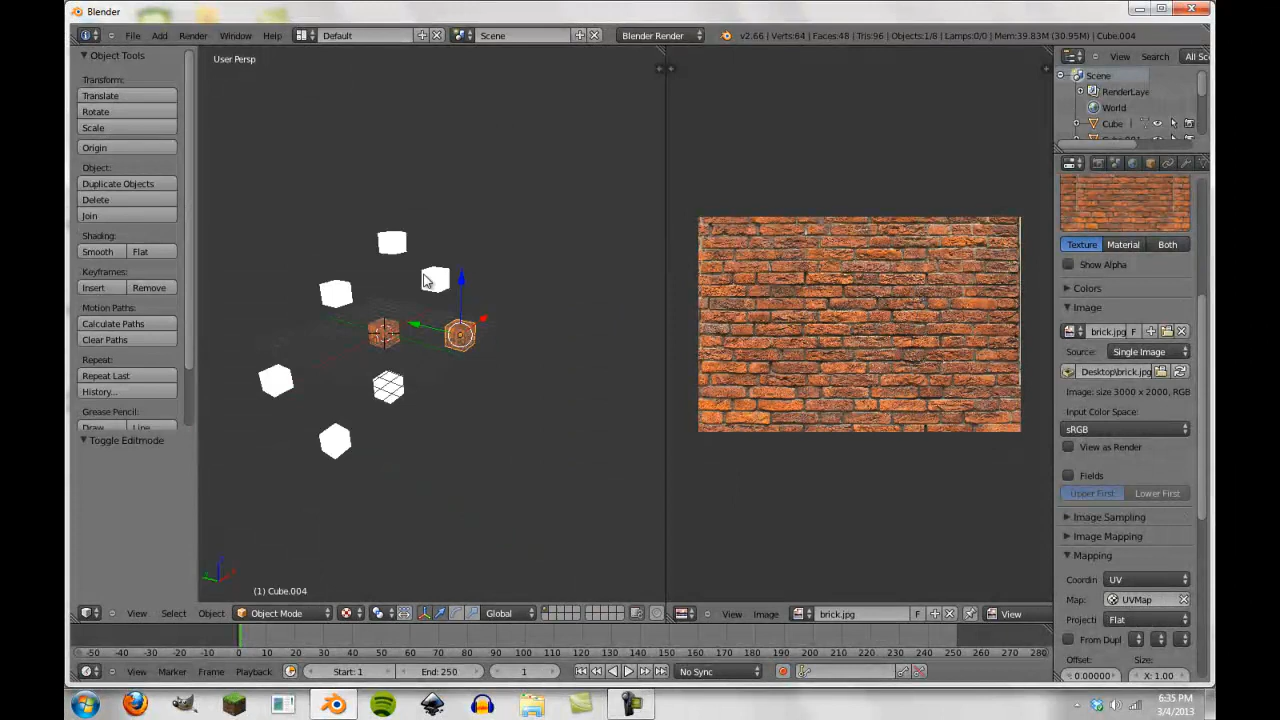 Blender
File Add Render Window Help Default Scene Blender Render v2.66 | Verts:64 | Faces:48 | Tris:96 | Objects:1/8 | Lamps:0/0 | Mem:39.83M (30.95M) | Cube.004
Object Tools
Transform:
Translate
Rotate
Scale
Origin
Object:
Duplicate Objects
Delete
Join
Shading:
Smooth Flat
Keyframes:
Insert Remove
Motion Paths:
Calculate Paths
Clear Paths
Repeat:
Repeat Last
History...
Grease Pencil:
Draw Line
Toggle Editmode
User Persp
(1) Cube.004
View Select Object Object Mode Global
View Image brick.jpg F View
View Search All Sc
Scene
RenderLaye
World
Cube
Cube.001
Texture Material Both
Show Alpha
Colors
Image
brick.jpg F
Source: Single Image
Desktop\brick.jpg
Image: size 3000 x 2000, RGB
Input Color Space:
sRGB
View as Render
Fields
Upper First Lower First
Image Sampling
Image Mapping
Mapping
Coordin UV
Map: UVMap
Projecti Flat
From Dupl
Offset: Size:
0.00000 X: 1.00
-50 -40 -30 -20 -10 0 10 20 30 40 50 60 70 80 90 100 110 120 130 140 150 160 170 180 190 200 210 220 230 240 250 260 270 280
View Marker Frame Playback Start: 1 End: 250 1 No Sync
6:35 PM
3/4/2013